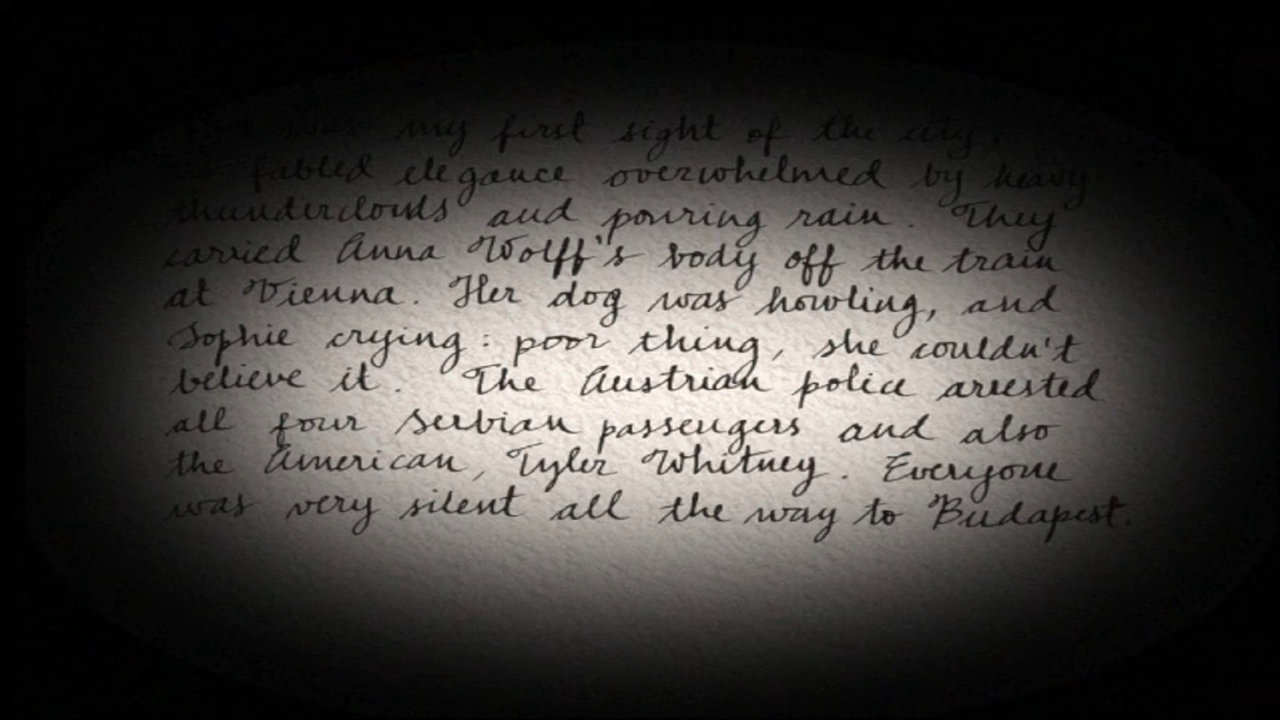 was my first sight of the city,
fabled elegance overwhelmed by heavy
thunderclouds and pouring rain. They
carried Anna Wolff's body off the train
at Vienna. Her dog was howling, and
Sophie crying: poor thing, she couldn't
believe it. The Austrian police arrested
all four Serbian passengers and also
the American, Tyler Whitney. Everyone
was very silent all the way to Budapest.